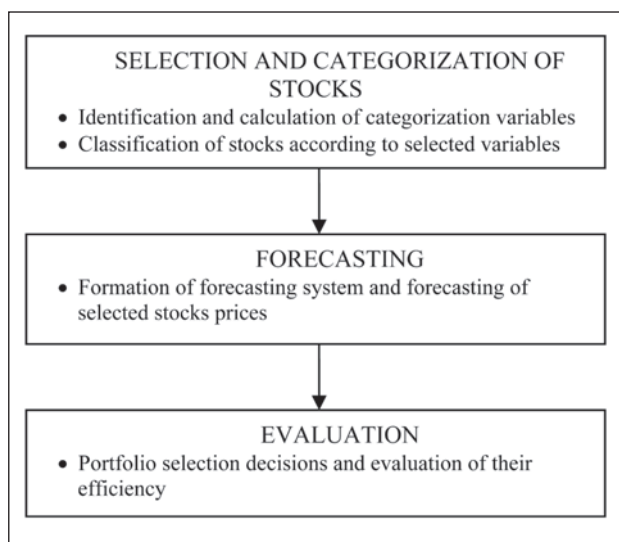 SELECTION AND CATEGORIZATION OF
STOCKS
• Identification and calculation of categorization variables
• Classification of stocks according to selected variables
FORECASTING
• Formation of forecasting system and forecasting of
selected stocks prices
EVALUATION
• Portfolio selection decisions and evaluation of their
efficiency